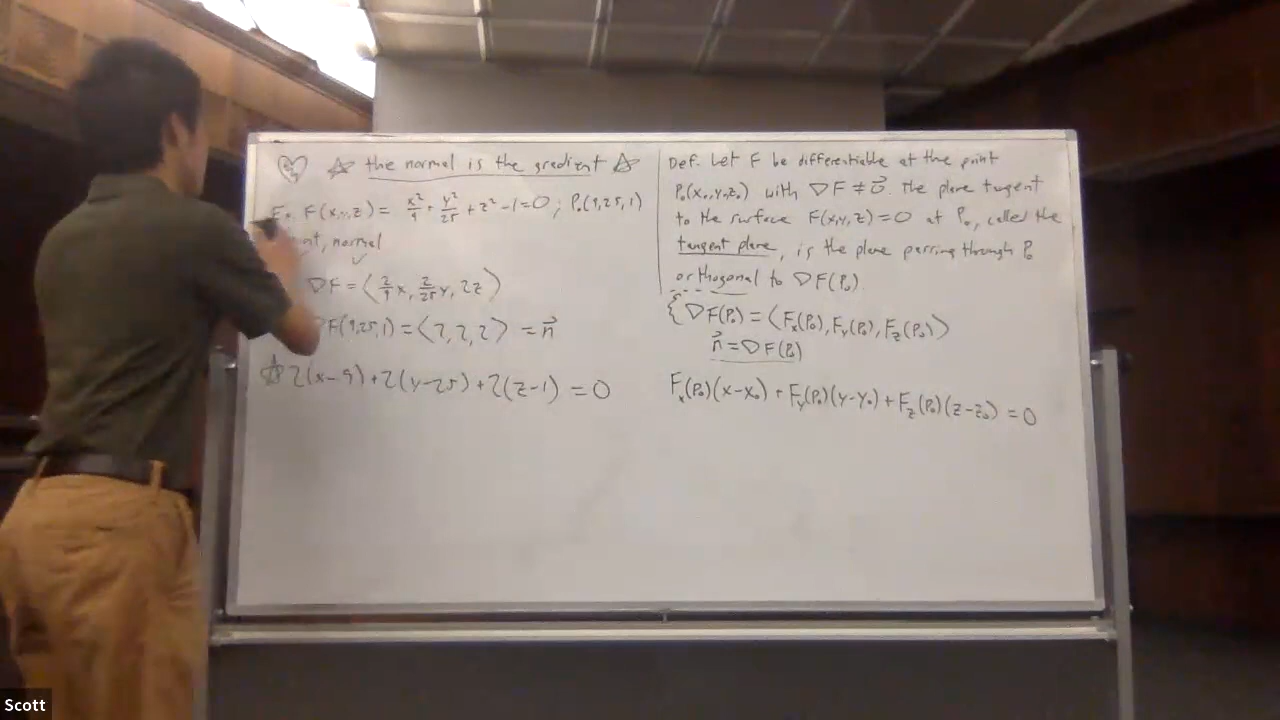 ☆ the normal is the gradient ☆
Ex. F(x,y,z) = x²/9 + y²/25 + z² - 1 = 0 ; P₀(9,25,1)
normal ✓
∇F = ⟨2/9 x, 2/25 y, 2z⟩
∇F(9,25,1) = ⟨2,2,2⟩ = n⃗
☆ 2(x-9) + 2(y-25) + 2(z-1) = 0
Def. Let F be differentiable at the point
P₀(x₀,y₀,z₀) with ∇F ≠ 0⃗. The plane tangent
to the surface F(x,y,z) = 0 at P₀, called the
tangent plane, is the plane passing through P₀
orthogonal to ∇F(P₀).
{ ∇F(P₀) = ⟨Fx(P₀), Fy(P₀), Fz(P₀)⟩
n⃗ = ∇F(P₀)
Fx(P₀)(x-x₀) + Fy(P₀)(y-y₀) + Fz(P₀)(z-z₀) = 0
Scott